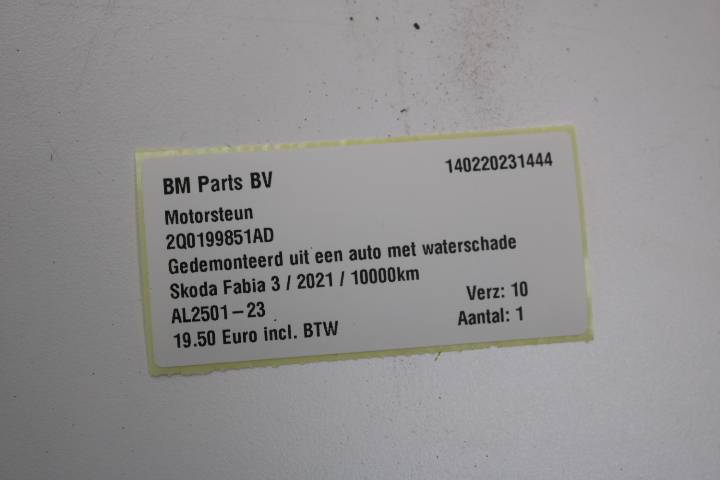 BM Parts BV 140220231444
Motorsteun
2Q0199851AD
Gedemonteerd uit een auto met waterschade
Skoda Fabia 3 / 2021 / 10000km
AL2501-23 Verz: 10
19.50 Euro incl. BTW Aantal: 1